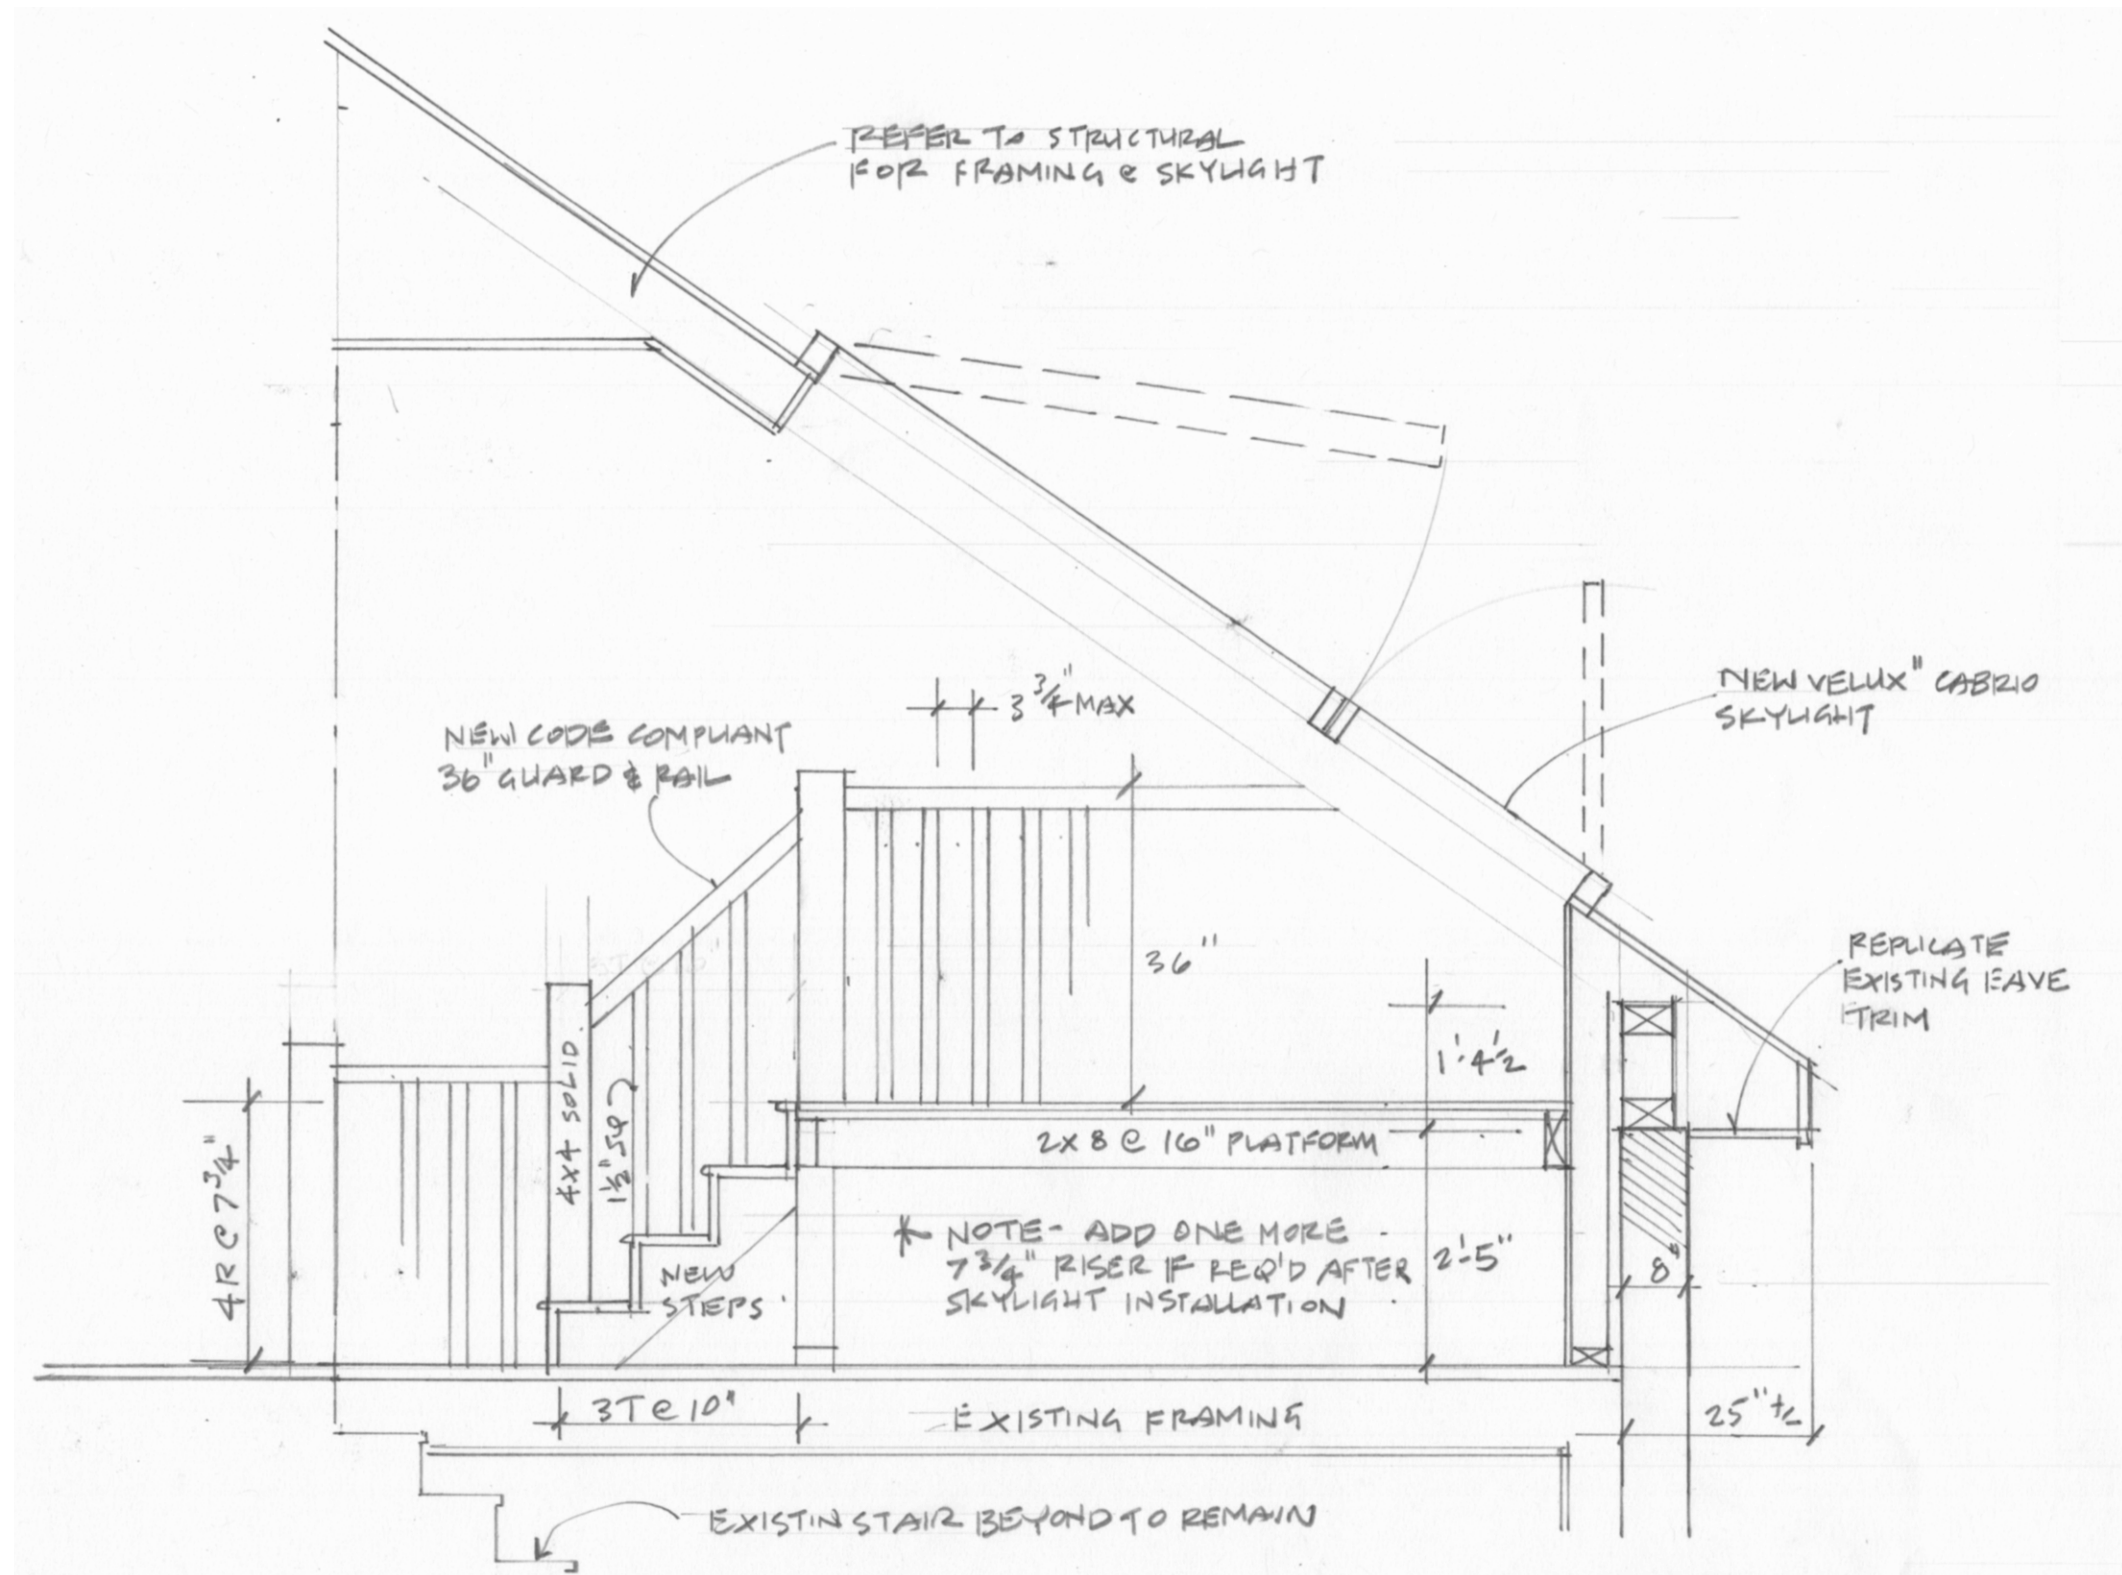 REFER TO STRUCTURAL
FOR FRAMING @ SKYLIGHT
NEW VELUX" CABRIO
SKYLIGHT
3 3/4" MAX
NEW CODE COMPLIANT
36" GUARD & RAIL
36"
REPLICATE
EXISTING EAVE
TRIM
1'-4 1/2
4X4 SOLID
1 1/2" SQ
2X8 @ 16" PLATFORM
4R @ 7 3/4"
* NOTE- ADD ONE MORE
7 3/4" RISER IF REQ'D AFTER
SKYLIGHT INSTALLATION
2'-5"
8"
NEW
STEPS
3T @ 10"
EXISTING FRAMING
25" +/-
EXISTIN STAIR BEYOND TO REMAIN